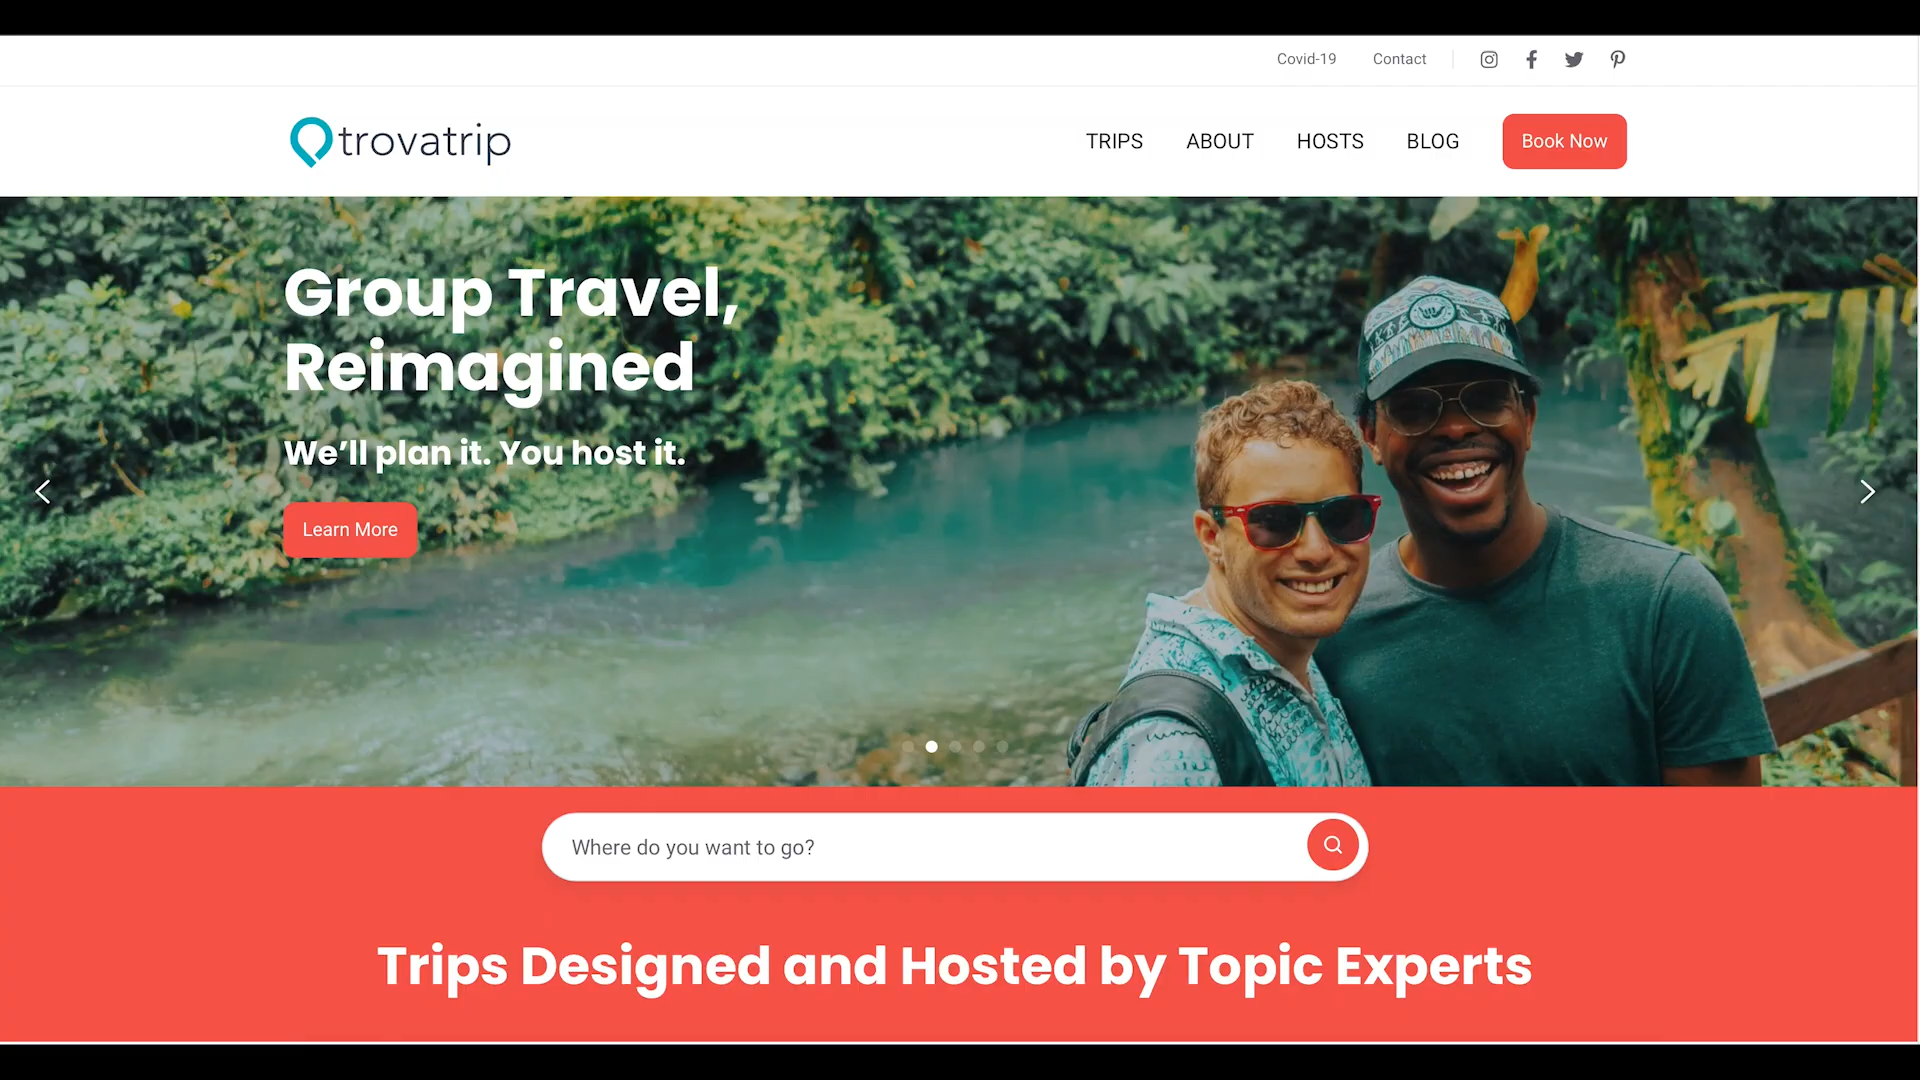 Covid-19 Contact
trovatrip
TRIPS ABOUT HOSTS BLOG Book Now
Group Travel,
Reimagined
We’ll plan it. You host it.
Learn More
Where do you want to go?
Trips Designed and Hosted by Topic Experts